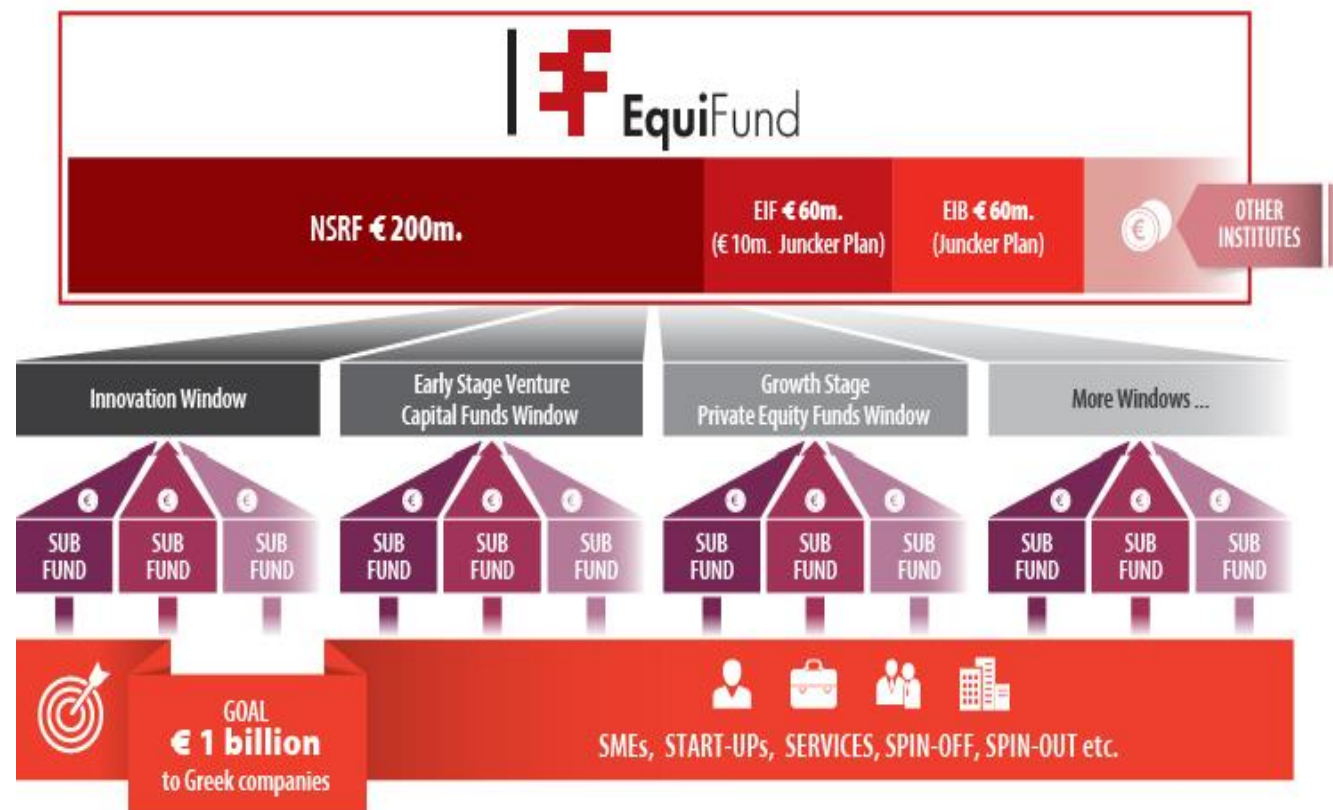 EquiFund
NSRF € 200m.
EIF € 60m.
(€ 10m. Juncker Plan)
EIB € 60m.
(Juncker Plan)
€
OTHER
INSTITUTES
Innovation Window
Early Stage Venture
Capital Funds Window
Growth Stage
Private Equity Funds Window
More Windows ...
€ € € € € € € € € € € €
SUB FUND
SUB FUND
SUB FUND
SUB FUND
SUB FUND
SUB FUND
SUB FUND
SUB FUND
SUB FUND
SUB FUND
SUB FUND
SUB FUND
GOAL
€ 1 billion
to Greek companies
SMEs, START-UPs, SERVICES, SPIN-OFF, SPIN-OUT etc.